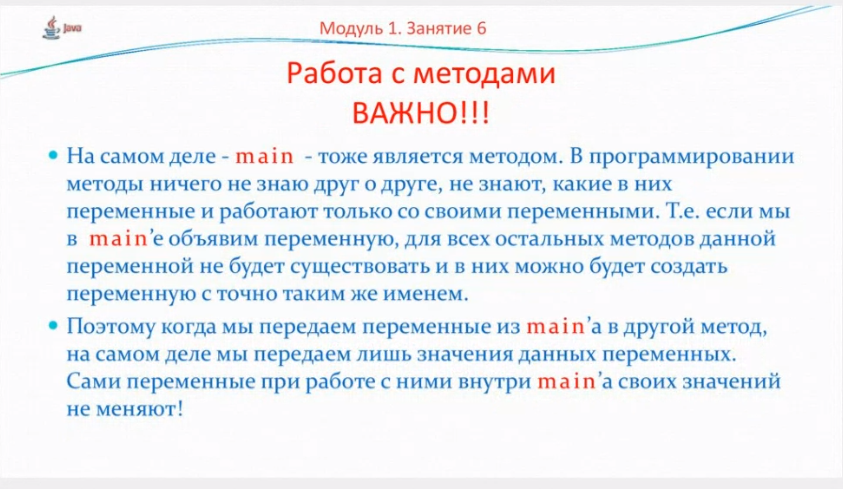 Java
Модуль 1. Занятие 6
Работа с методами
ВАЖНО!!!
• На самом деле - main - тоже является методом. В программировании
методы ничего не знаю друг о друге, не знают, какие в них
переменные и работают только со своими переменными. Т.е. если мы
в main'е объявим переменную, для всех остальных методов данной
переменной не будет существовать и в них можно будет создать
переменную с точно таким же именем.
• Поэтому когда мы передаем переменные из main'а в другой метод,
на самом деле мы передаем лишь значения данных переменных.
Сами переменные при работе с ними внутри main'а своих значений
не меняют!